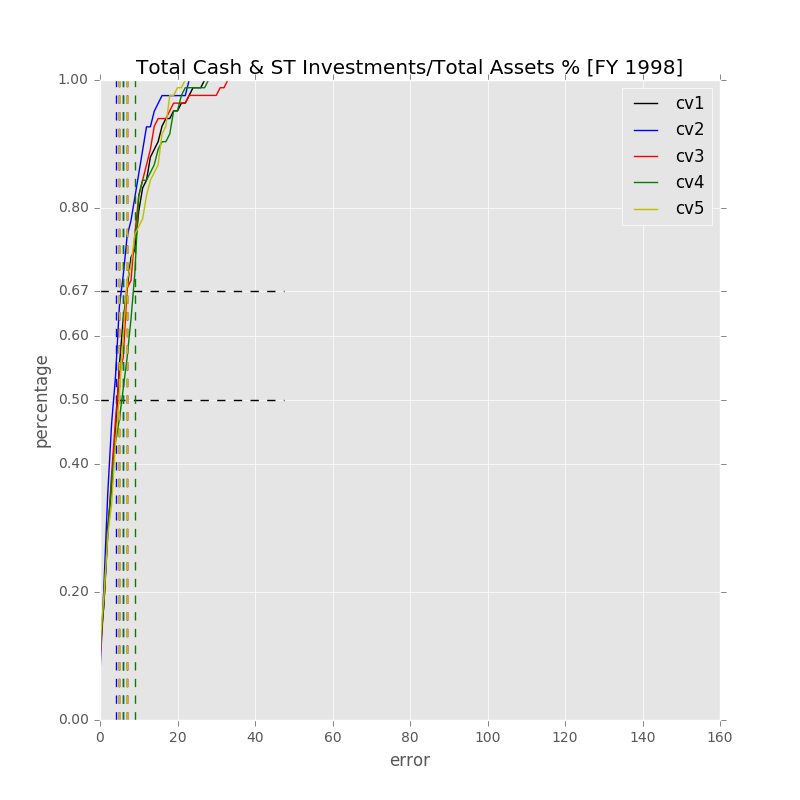 Total Cash & ST Investments/Total Assets % [FY 1998]
1.00
0.80
0.67
0.60
0.50
0.40
0.20
0.00
percentage
cv1
cv2
cv3
cv4
cv5
0 20 40 60 80 100 120 140 160
error